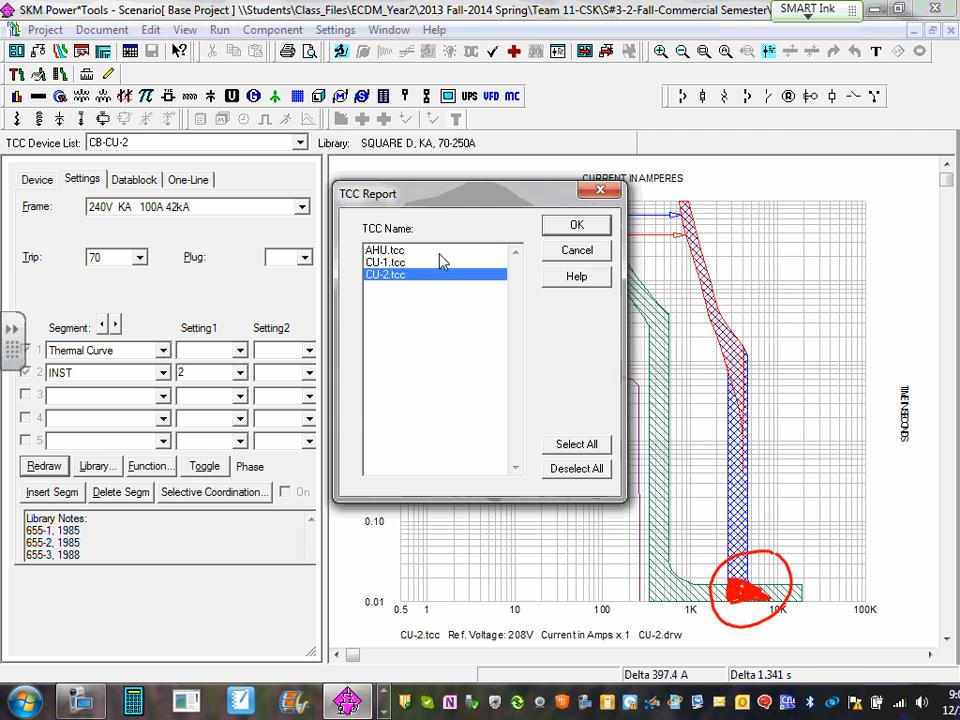 SKM Power*Tools - Scenario[ Base Project ] \\Students\Class_Files\ECDM_Year2\2013 Fall-2014 Spring\Team 11-CSK\S#3-2-Fall-Commercial Semester\
SMART Ink
Project Document Edit View Run Component Settings Window Help
UPS VFD MC
TCC Device List: CB-CU-2 Library: SQUARE D, KA, 70-250A
Device Settings Datablock One-Line
Frame: 240V KA 100A 42kA
Trip: 70 Plug:
Segment: Setting1 Setting2
1 Thermal Curve
2 INST 2
3
4
5
Redraw Library... Function... Toggle Phase
Insert Segm Delete Segm Selective Coordination... On
Library Notes:
655-1, 1985
655-2, 1985
655-3, 1988
CURRENT IN AMPERES
TCC Report
TCC Name:
AHU.tcc
CU-1.tcc
CU-2.tcc
OK
Cancel
Help
Select All
Deselect All
TIME IN SECONDS
0.10
0.01
0.5 1 10 100 1K 10K 100K
CU-2.tcc Ref. Voltage: 208V Current in Amps x 1 CU-2.drw
Delta 397.4 A Delta 1.341 s